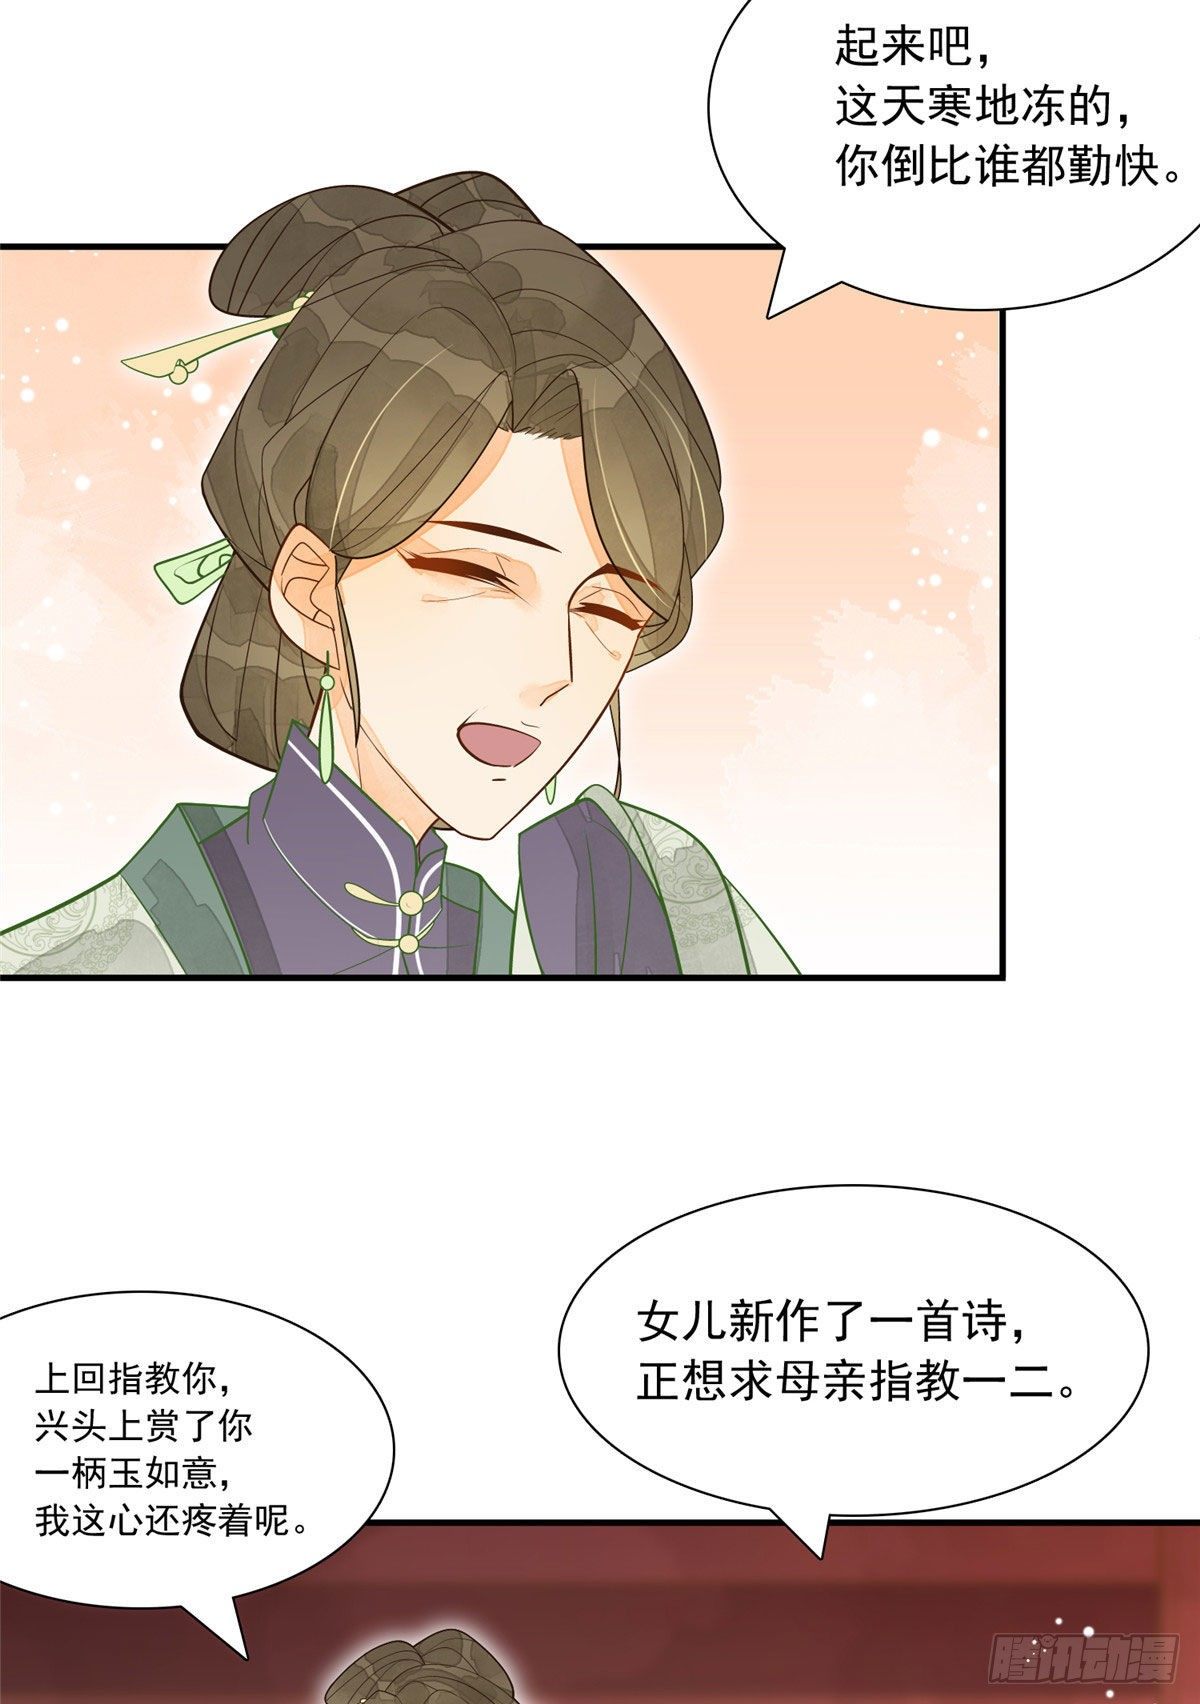 起来吧，
这天寒地冻的，
你倒比谁都勤快。
女儿新作了一首诗，
正想求母亲指教一二。
上回指教你，
兴头上赏了你
一柄玉如意，
我这心还疼着呢。
腾讯动漫